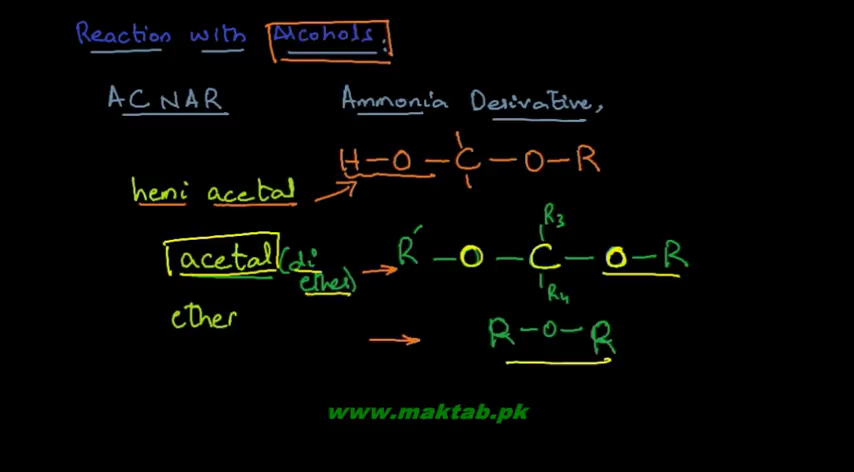 Reaction with Alcohols:
ACNAR Ammonia Derivative,
H-O-C-O-R
hemi acetal
R3
acetal (di ether) R´-O-C-O-R
R4
ether R-O-R
www.maktab.pk